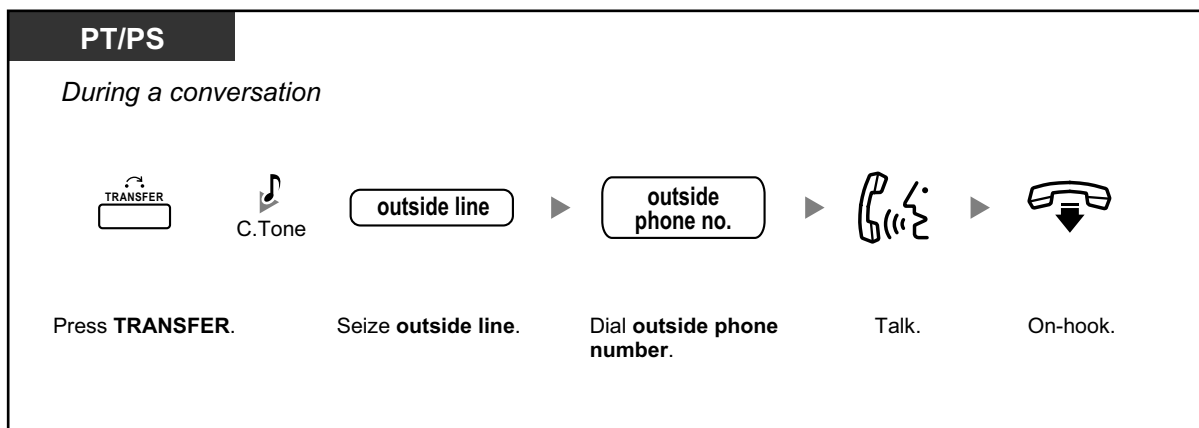 PT/PS
During a conversation
TRANSFER
C.Tone
outside line
outside
phone no.
Press TRANSFER.
Seize outside line.
Dial outside phone
number.
Talk.
On-hook.